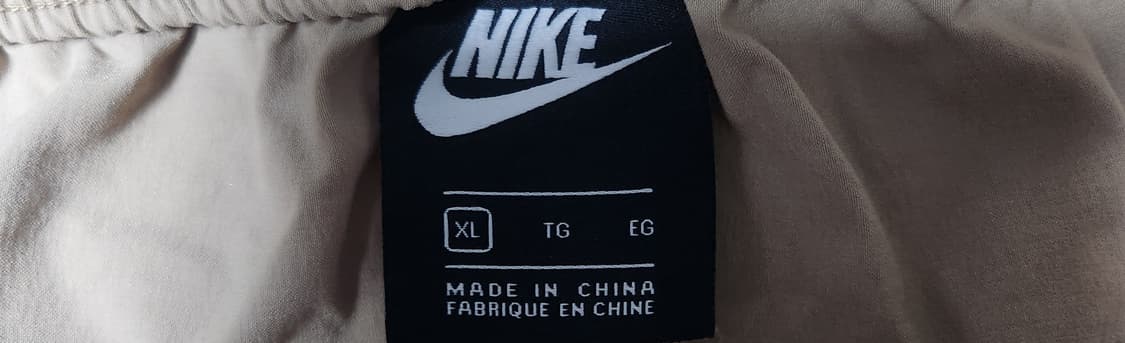 NIKE
XL TG EG
MADE IN CHINA
FABRIQUE EN CHINE